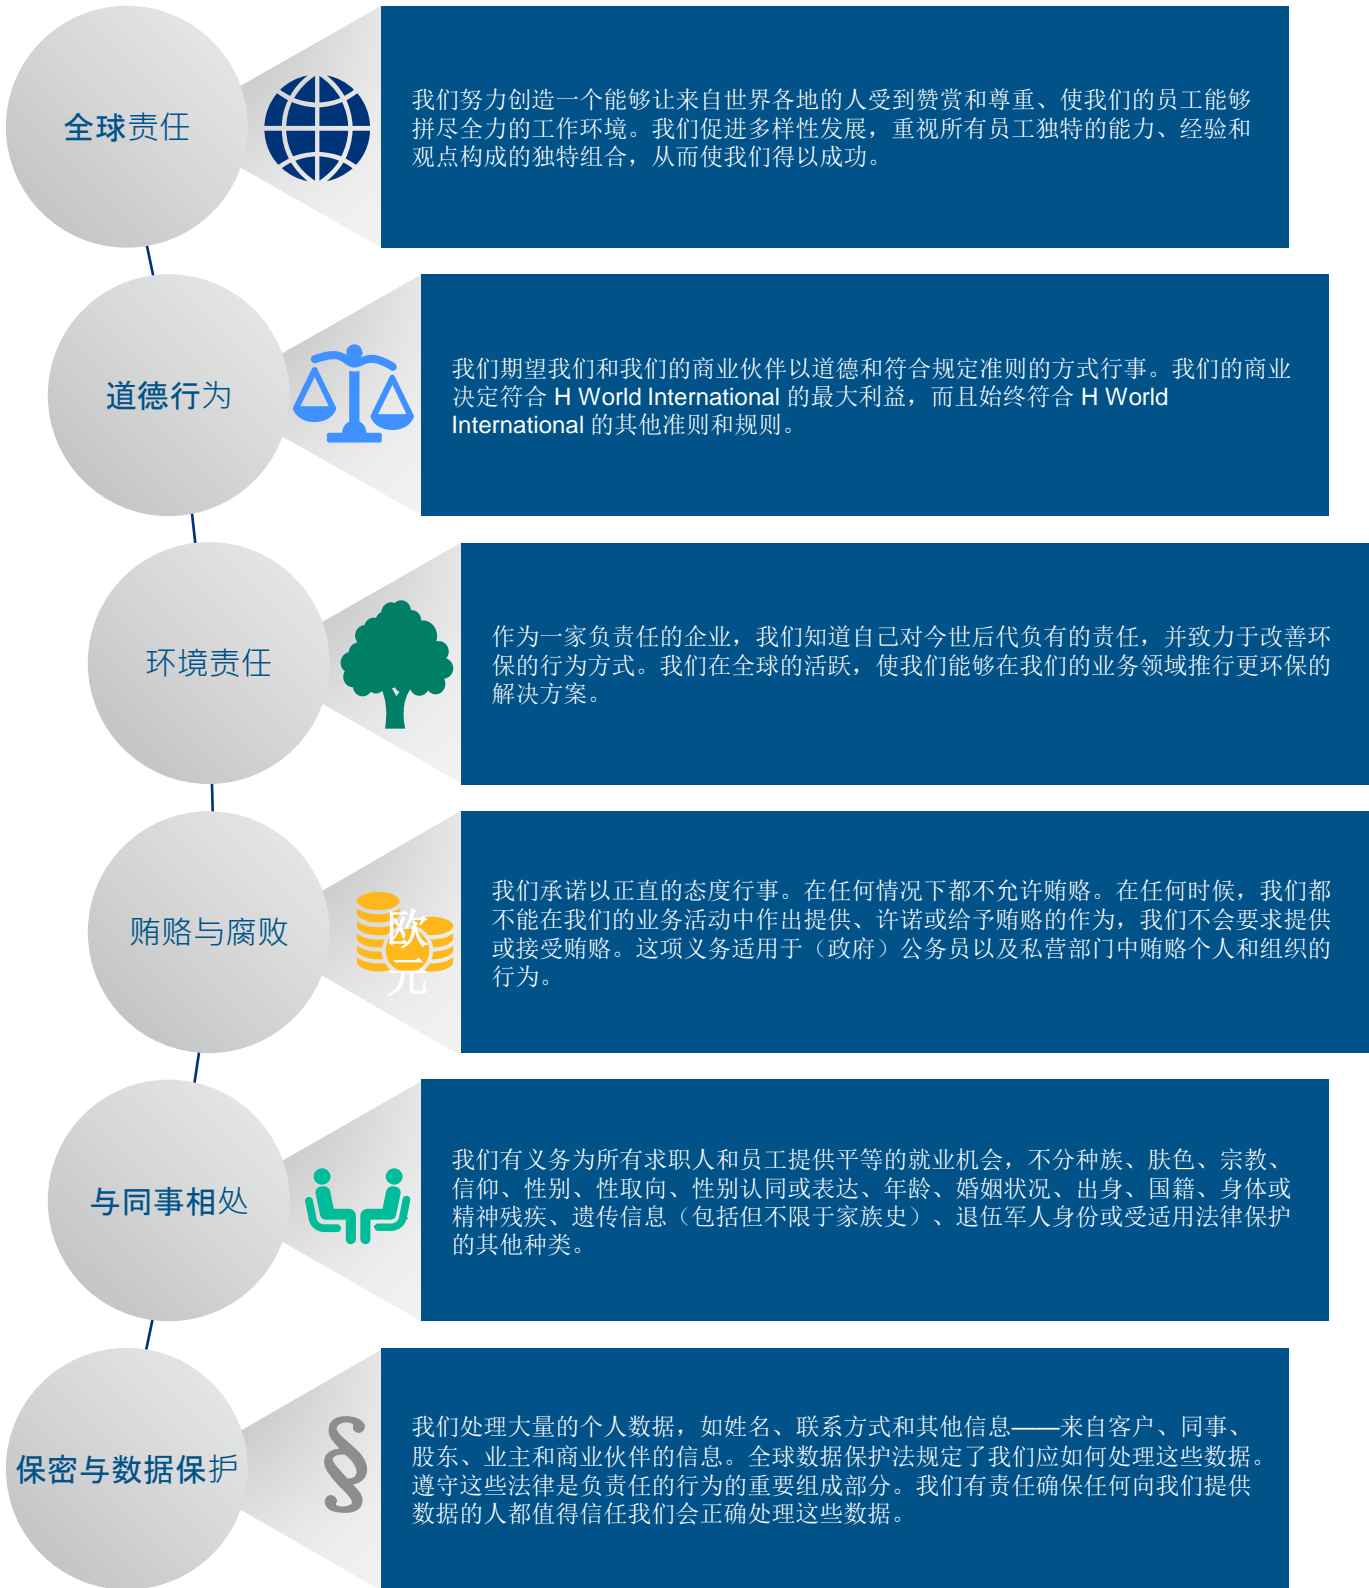 全球责任
我们努力创造一个能够让来自世界各地的人受到赞赏和尊重、使我们的员工能够
拼尽全力的工作环境。我们促进多样性发展，重视所有员工独特的能力、经验和
观点构成的独特组合，从而使我们得以成功。
道德行为
我们期望我们和我们的商业伙伴以道德和符合规定准则的方式行事。我们的商业
决定符合 H World International 的最大利益，而且始终符合 H World
International 的其他准则和规则。
环境责任
作为一家负责任的企业，我们知道自己对今世后代负有的责任，并致力于改善环
保的行为方式。我们在全球的活跃，使我们能够在我们的业务领域推行更环保的
解决方案。
贿赂与腐败
欧
元
我们承诺以正直的态度行事。在任何情况下都不允许贿赂。在任何时候，我们都
不能在我们的业务活动中作出提供、许诺或给予贿赂的作为，我们不会要求提供
或接受贿赂。这项义务适用于（政府）公务员以及私营部门中贿赂个人和组织的
行为。
与同事相处
我们有义务为所有求职人和员工提供平等的就业机会，不分种族、肤色、宗教、
信仰、性别、性取向、性别认同或表达、年龄、婚姻状况、出身、国籍、身体或
精神残疾、遗传信息（包括但不限于家族史）、退伍军人身份或受适用法律保护
的其他种类。
保密与数据保护
§
我们处理大量的个人数据，如姓名、联系方式和其他信息——来自客户、同事、
股东、业主和商业伙伴的信息。全球数据保护法规定了我们应如何处理这些数据。
遵守这些法律是负责任的行为的重要组成部分。我们有责任确保任何向我们提供
数据的人都值得信任我们会正确处理这些数据。